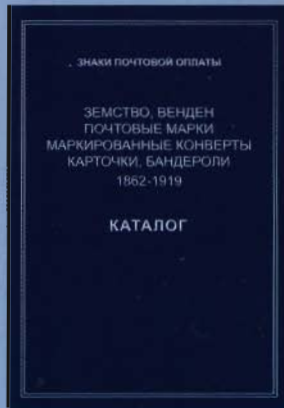 ЗНАКИ ПОЧТОВОЙ ОПЛАТЫ
ЗЕМСТВО, ВЕНДЕН
ПОЧТОВЫЕ МАРКИ
МАРКИРОВАННЫЕ КОНВЕРТЫ
КАРТОЧКИ, БАНДЕРОЛИ
1862-1919
КАТАЛОГ